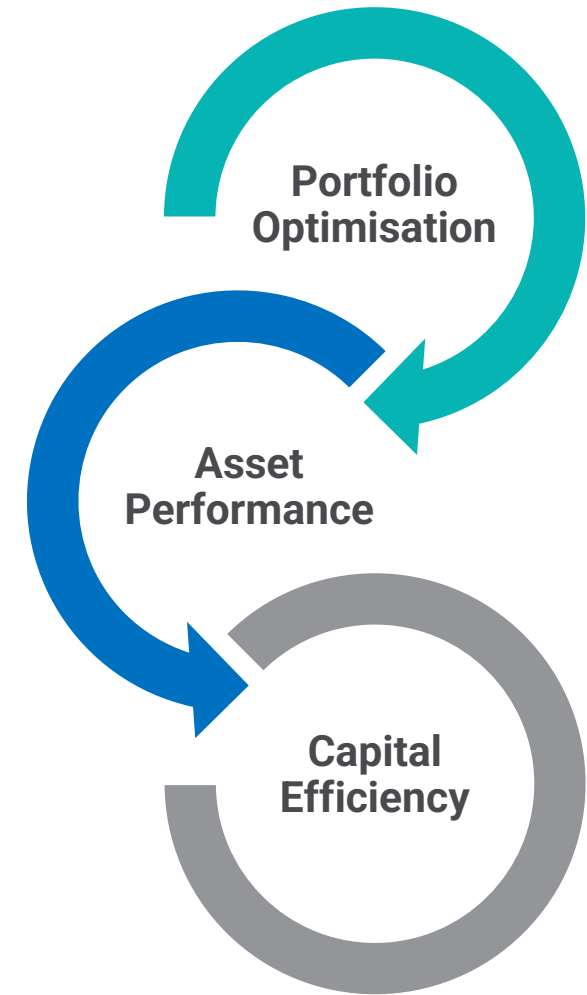 Portfolio
Optimisation
Asset
Performance
Capital
Efficiency